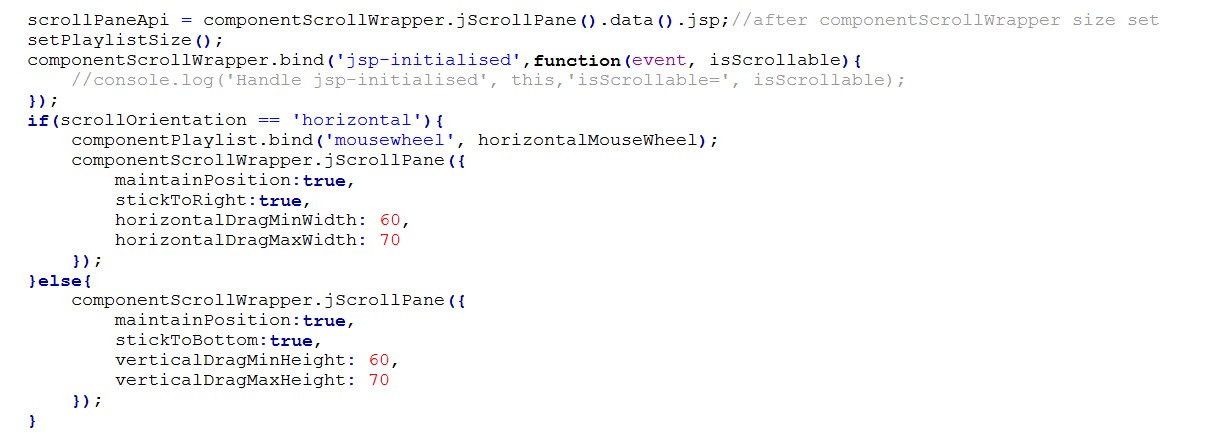 scrollPaneApi = componentScrollWrapper.jScrollPane().data().jsp;//after componentScrollWrapper size set
setPlaylistSize();
componentScrollWrapper.bind('jsp-initialised',function(event, isScrollable){
    //console.log('Handle jsp-initialised', this,'isScrollable=', isScrollable);
});
if(scrollOrientation == 'horizontal'){
    componentPlaylist.bind('mousewheel', horizontalMouseWheel);
    componentScrollWrapper.jScrollPane({
        maintainPosition:true,
        stickToRight:true,
        horizontalDragMinWidth: 60,
        horizontalDragMaxWidth: 70
    });
}else{
    componentScrollWrapper.jScrollPane({
        maintainPosition:true,
        stickToBottom:true,
        verticalDragMinHeight: 60,
        verticalDragMaxHeight: 70
    });
}